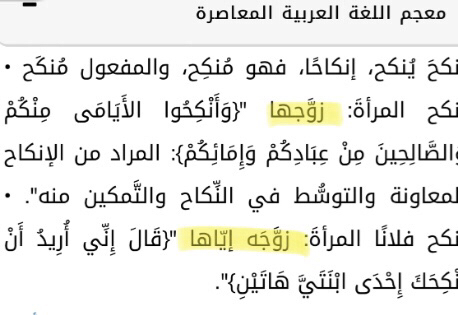 معجم اللغة العربية المعاصرة
نكحَ يُنكح، إنكاحًا، فهو مُنكِح، والمفعول مُنكَح •
نكح المرأةَ: زوَّجها "{وَأَنْكِحُوا الأَيَامَى مِنْكُمْ
وَالصَّالِحِينَ مِنْ عِبَادِكُمْ وَإِمَائِكُمْ}: المراد من الإنكاح
لمعاونة والتوسُّط في النِّكاح والتَّمكين منه". •
نكح فلانًا المرأةَ: زوَّجَه إيّاها "{قَالَ إِنِّي أُرِيدُ أَنْ
نْكِحَكَ إِحْدَى ابْنَتَيَّ هَاتَيْنِ}".